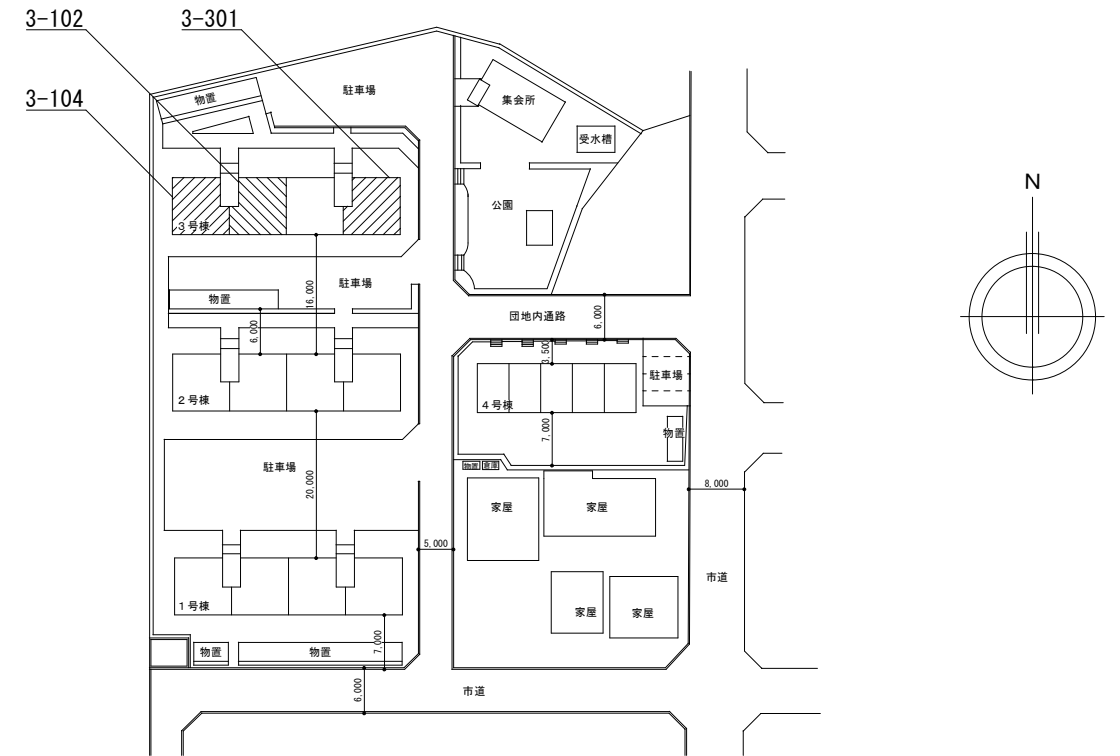 3-102
3-301
3-104
物置
駐車場
集会所
受水槽
公園
3号棟
N
駐車場
物置
16,000
6,000
団地内通路
6,000
3,500
駐車場
2号棟
4号棟
7,000
物置
駐車場
20,000
物置
倉庫
8,000
家屋
家屋
5,000
市道
1号棟
家屋
家屋
7,000
物置
物置
6,000
市道